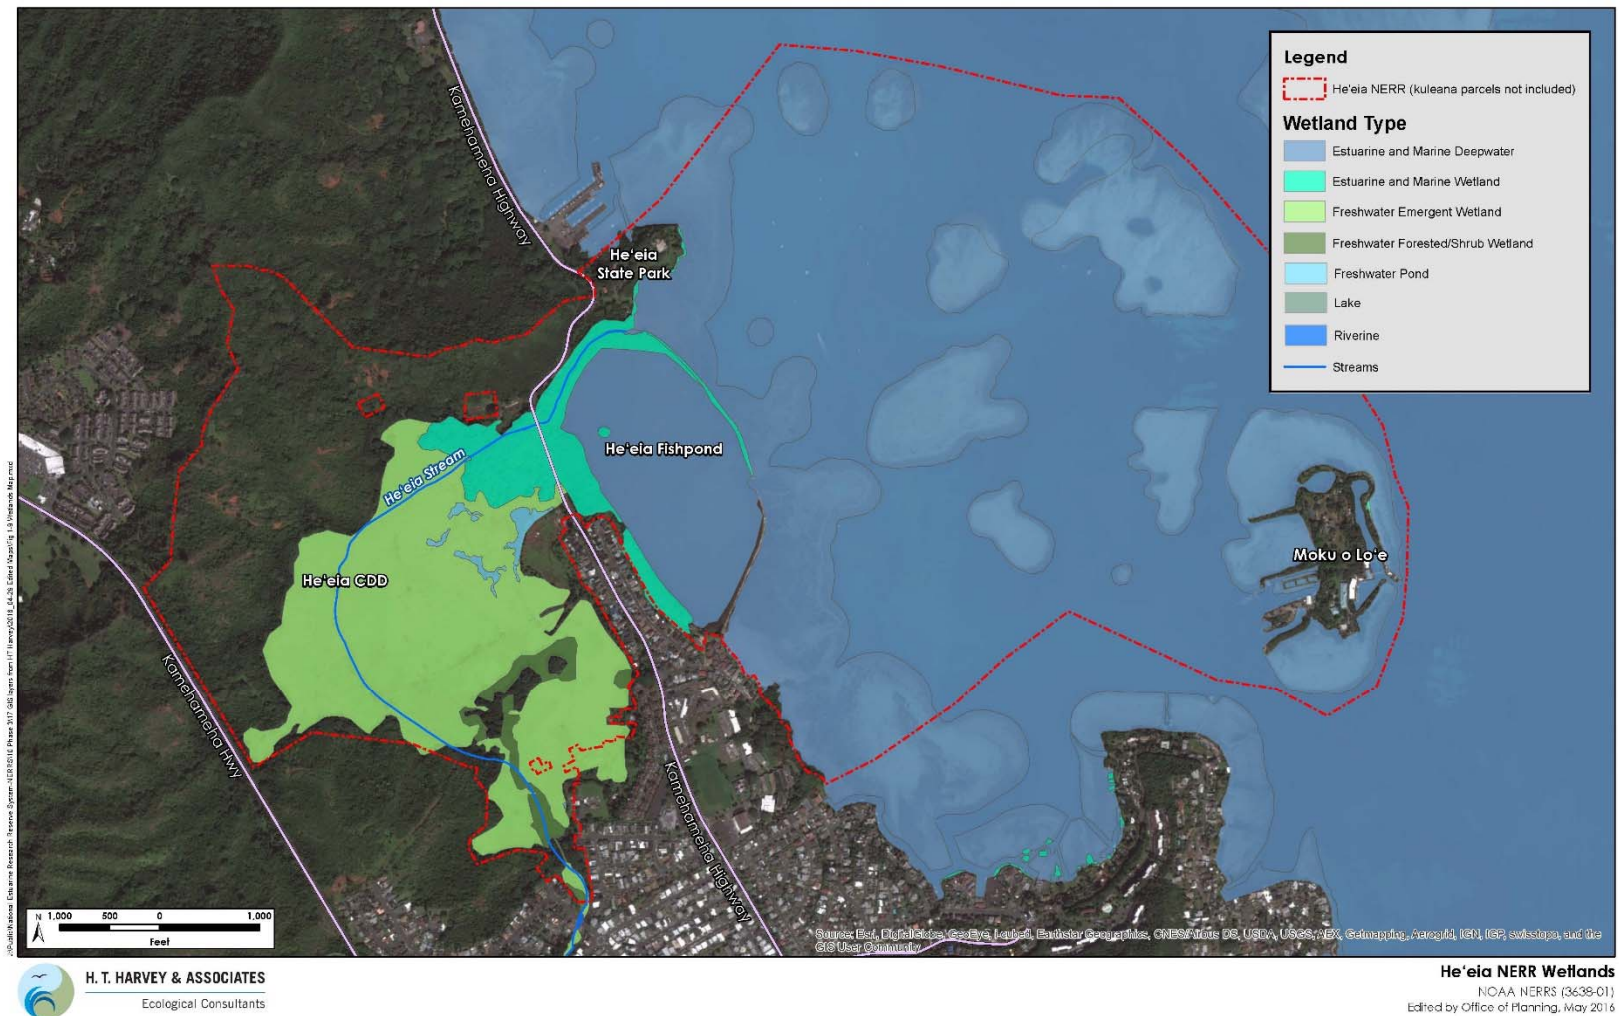 Legend
He'eia NERR (kuleana parcels not included)
Wetland Type
Estuarine and Marine Deepwater
Estuarine and Marine Wetland
Freshwater Emergent Wetland
Freshwater Forested/Shrub Wetland
Freshwater Pond
Lake
Riverine
Streams
Kamehameha Highway
He'eia
State Park
He'eia Fishpond
He'eia Stream
He'eia CDD
Moku o Lo'e
Kamehameha Hwy
Kamehameha Highway
N 1,000 500 0 1,000
Feet
Source: Esri, DigitalGlobe, GeoEye, i-cubed, Earthstar Geographics, CNES/Airbus DS, USDA, USGS, AEX, Getmapping, Aerogrid, IGN, IGP, swisstopo, and the
GIS User Community
H. T. HARVEY & ASSOCIATES
Ecological Consultants
He'eia NERR Wetlands
NOAA NERRS (3638-01)
Edited by Office of Planning, May 2016